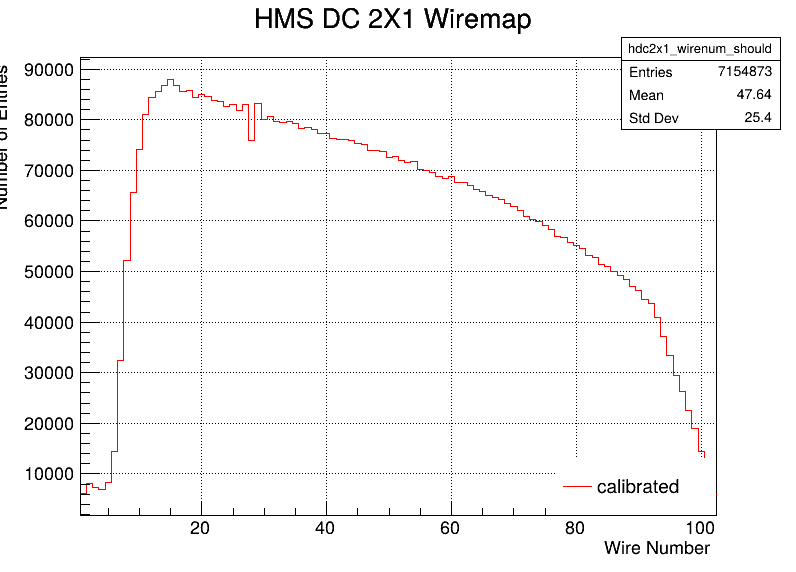 HMS DC 2X1 Wiremap
hdc2x1_wirenum_should
Entries 7154873
Mean 47.64
Std Dev 25.4
Number of Entries
90000
80000
70000
60000
50000
40000
30000
20000
10000
calibrated
20 40 60 80 100
Wire Number